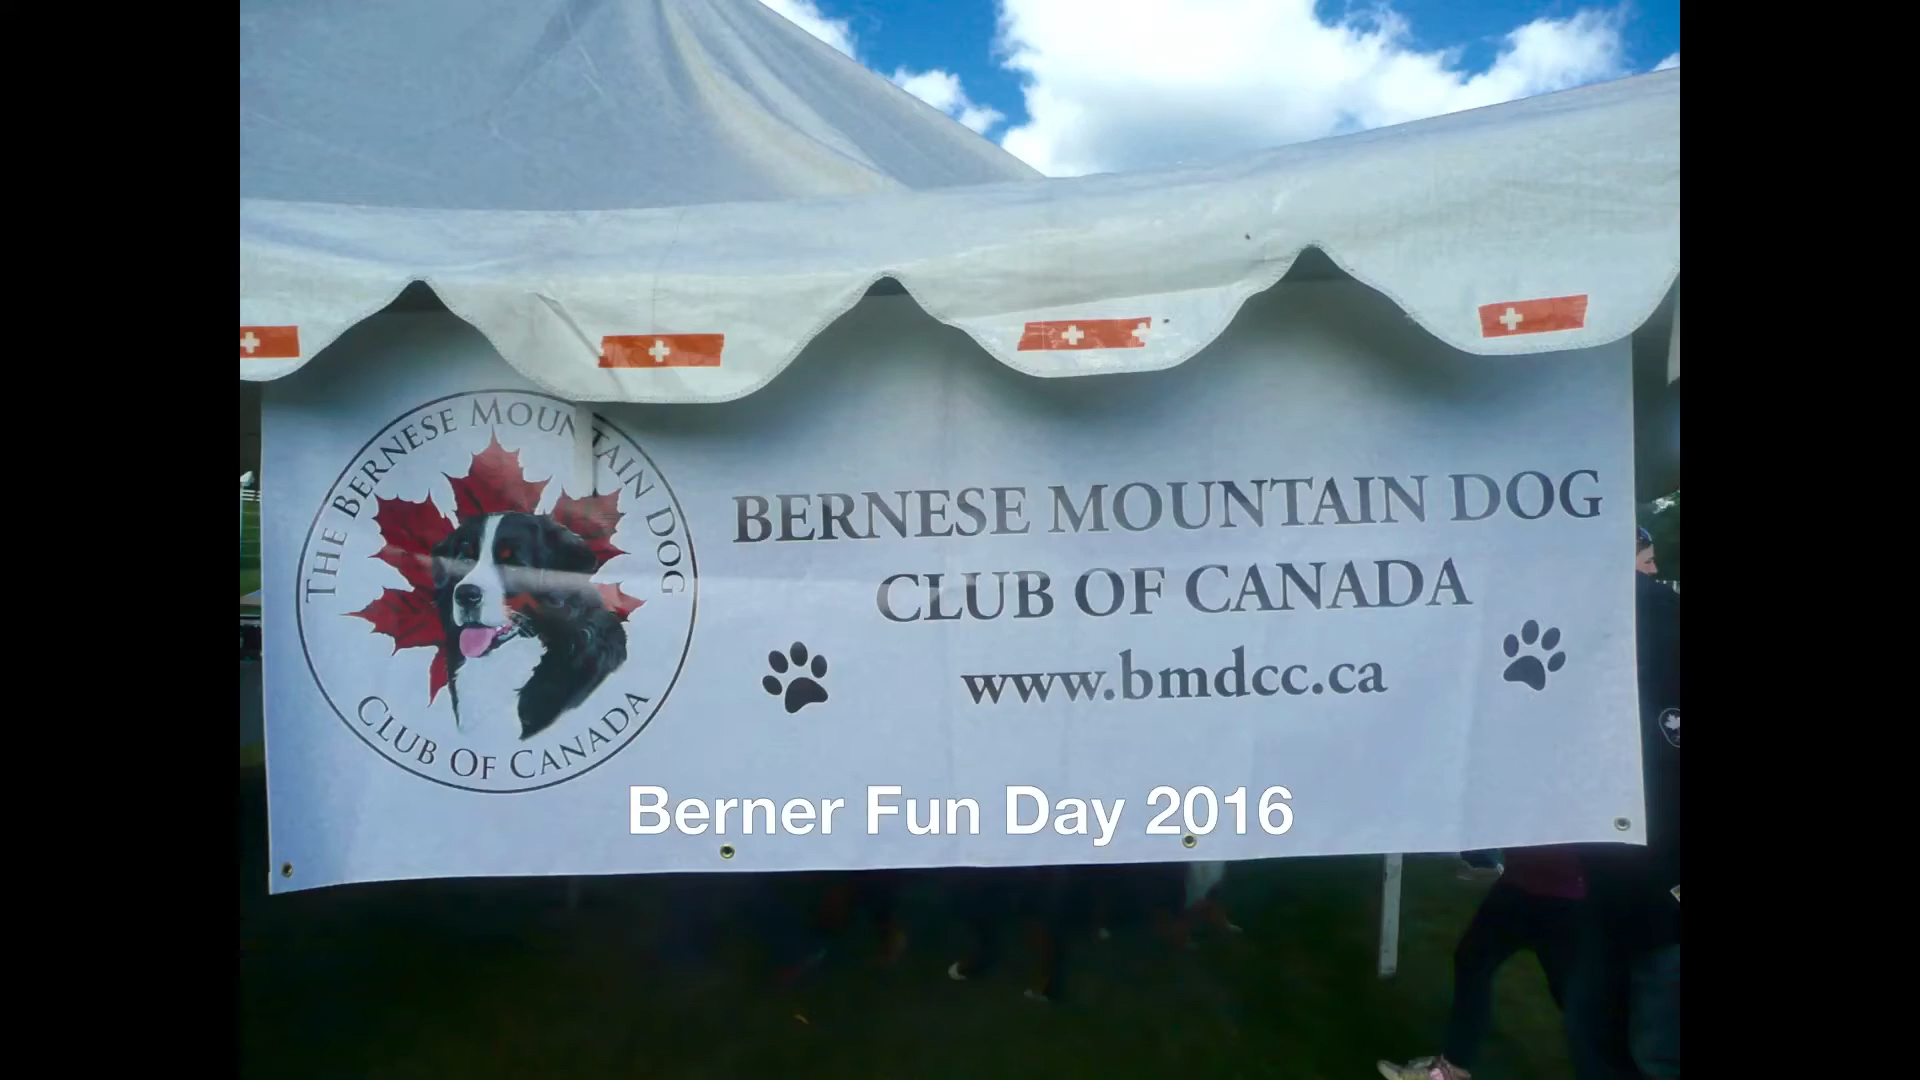 THE BERNESE MOUNTAIN DOG
CLUB OF CANADA
BERNESE MOUNTAIN DOG
CLUB OF CANADA
www.bmdcc.ca
Berner Fun Day 2016